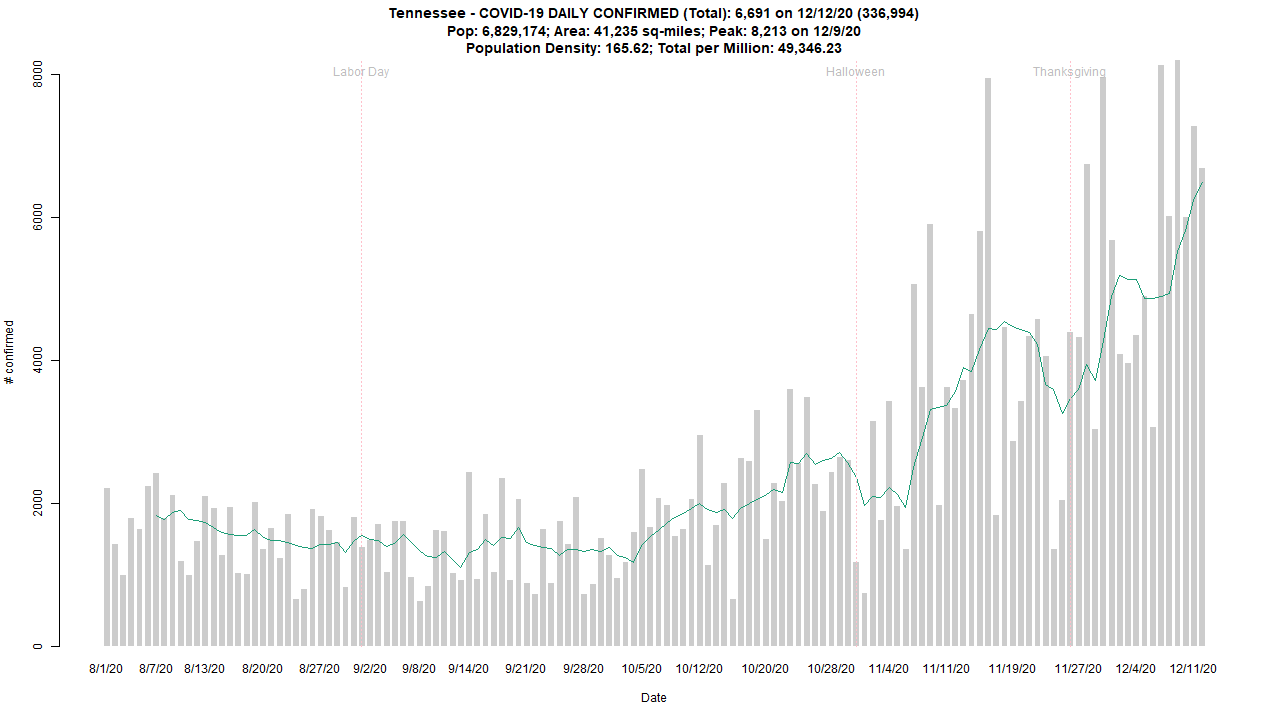 Tennessee - COVID-19 DAILY CONFIRMED (Total): 6,691 on 12/12/20 (336,994)
Pop: 6,829,174; Area: 41,235 sq-miles; Peak: 8,213 on 12/9/20
Population Density: 165.62; Total per Million: 49,346.23
Labor Day Halloween Thanksgiving
8000
6000
4000
2000
0
# confirmed
8/1/20 8/7/20 8/13/20 8/20/20 8/27/20 9/2/20 9/8/20 9/14/20 9/21/20 9/28/20 10/5/20 10/12/20 10/20/20 10/28/20 11/4/20 11/11/20 11/19/20 11/27/20 12/4/20 12/11/20
Date